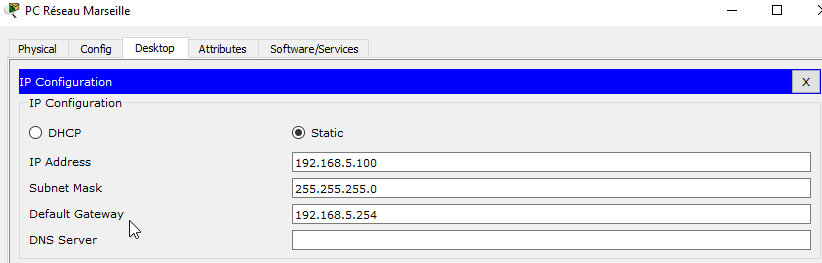 PC Réseau Marseille
Physical Config Desktop Attributes Software/Services
IP Configuration X
IP Configuration
DHCP Static
IP Address 192.168.5.100
Subnet Mask 255.255.255.0
Default Gateway 192.168.5.254
DNS Server